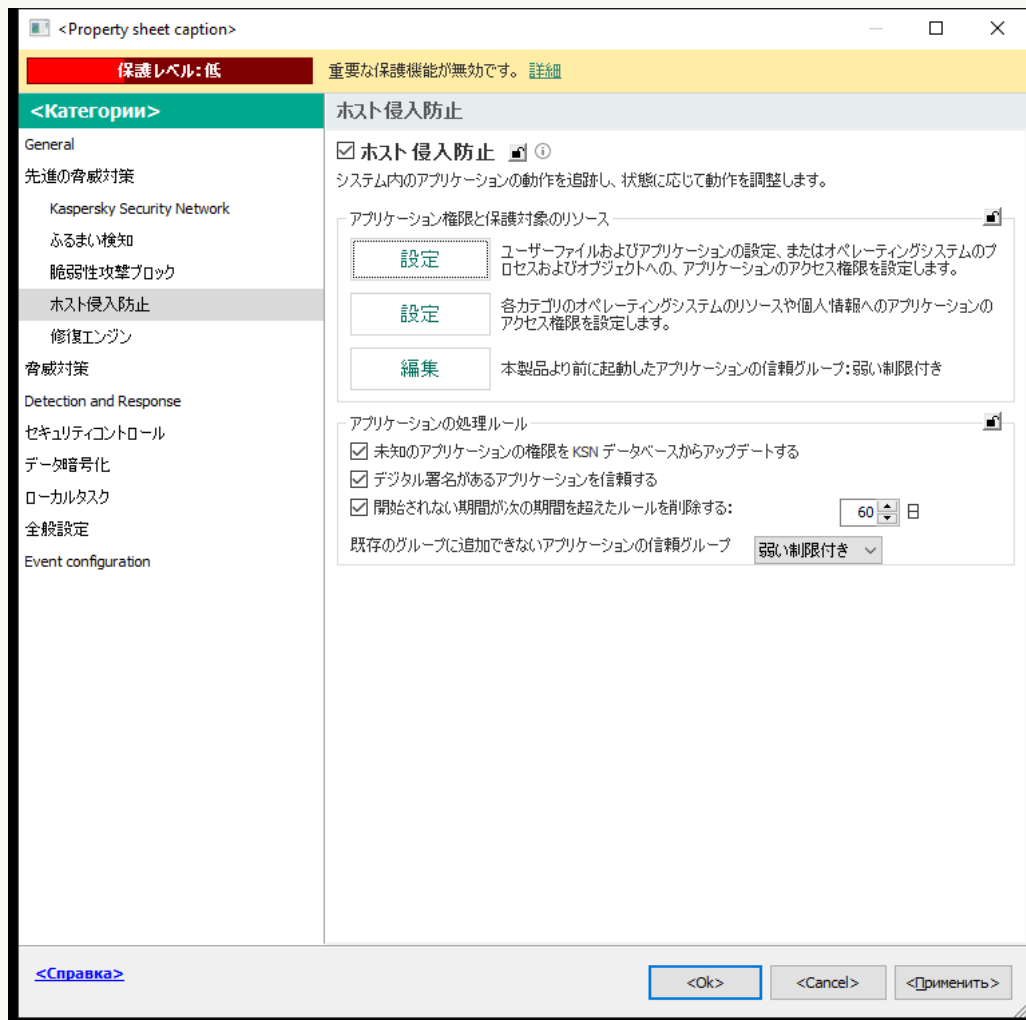 <Property sheet caption>
保護レベル: 低
重要な保護機能が無効です。 詳細
<Категории>
General
先進の脅威対策
Kaspersky Security Network
ふるまい検知
脆弱性攻撃ブロック
ホスト侵入防止
修復エンジン
脅威対策
Detection and Response
セキュリティコントロール
データ暗号化
ローカルタスク
全般設定
Event configuration
ホスト侵入防止
ホスト侵入防止
システム内のアプリケーションの動作を追跡し、状態に応じて動作を調整します。
アプリケーション権限と保護対象のリソース
設定
ユーザーファイルおよびアプリケーションの設定、またはオペレーティングシステムのプ
ロセスおよびオブジェクトへの、アプリケーションのアクセス権限を設定します。
設定
各カテゴリのオペレーティングシステムのリソースや個人情報へのアプリケーションの
アクセス権限を設定します。
編集
本製品より前に起動したアプリケーションの信頼グループ: 弱い制限付き
アプリケーションの処理ルール
未知のアプリケーションの権限を KSN データベースからアップデートする
デジタル署名があるアプリケーションを信頼する
開始されない期間が次の期間を超えたルールを削除する: 60 日
既存のグループに追加できないアプリケーションの信頼グループ 弱い制限付き
<Справка>
<Ok> <Cancel> <Применить>